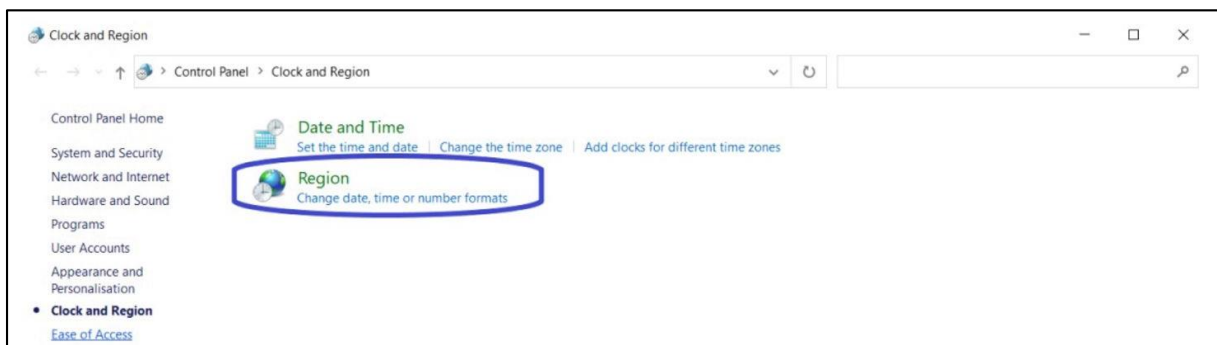 Clock and Region
Control Panel > Clock and Region
Control Panel Home
System and Security
Network and Internet
Hardware and Sound
Programs
User Accounts
Appearance and
Personalisation
Clock and Region
Ease of Access
Date and Time
Set the time and date | Change the time zone | Add clocks for different time zones
Region
Change date, time or number formats